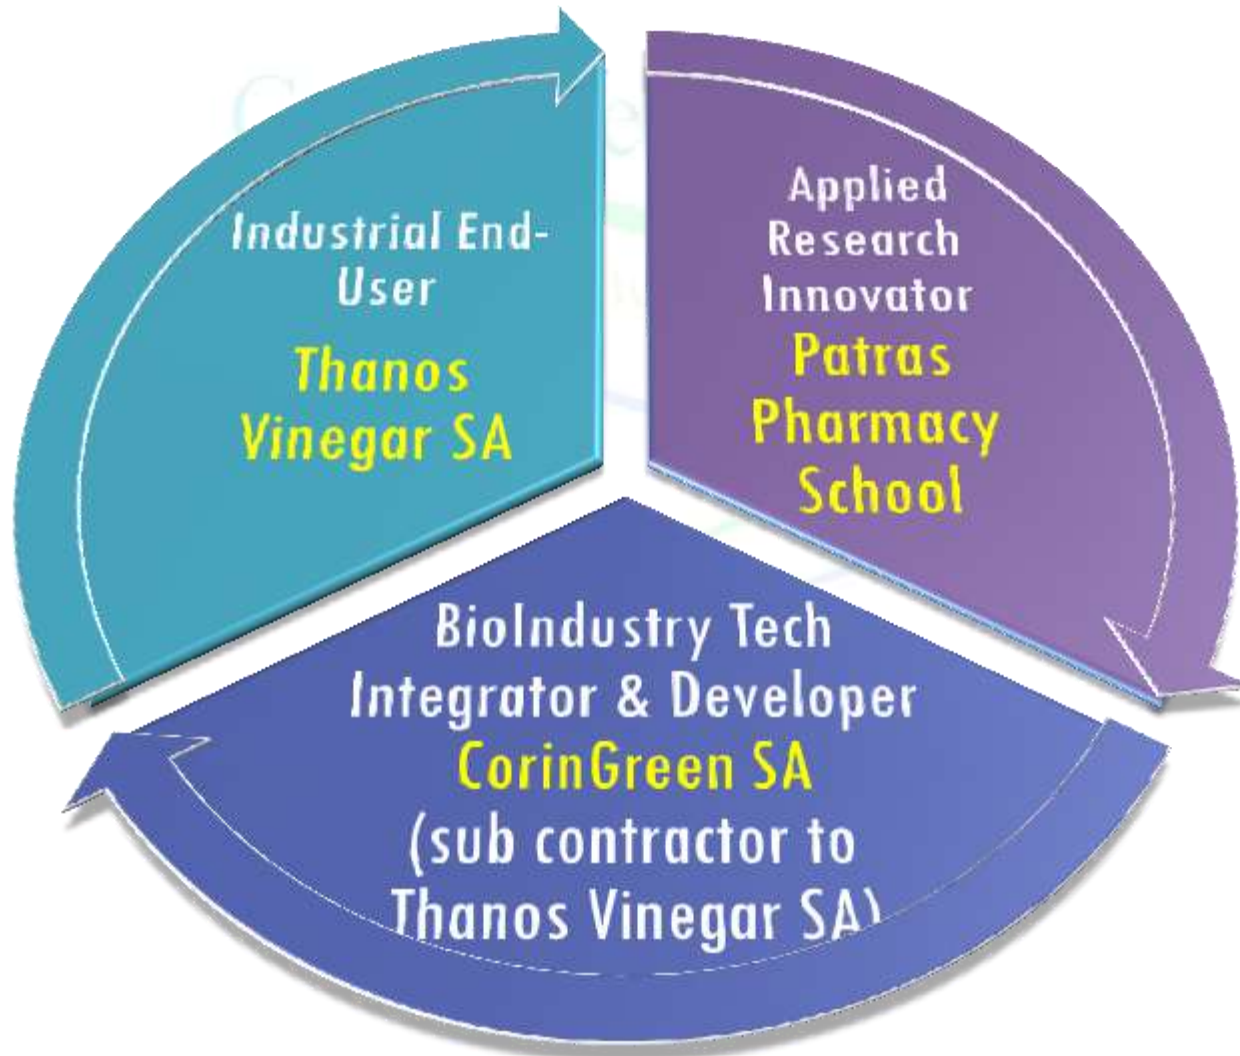 Industrial End-
User
Thanos
Vinegar SA
Applied
Research
Innovator
Patras
Pharmacy
School
BioIndustry Tech
Integrator & Developer
CorinGreen SA
(sub contractor to
Thanos Vinegar SA)